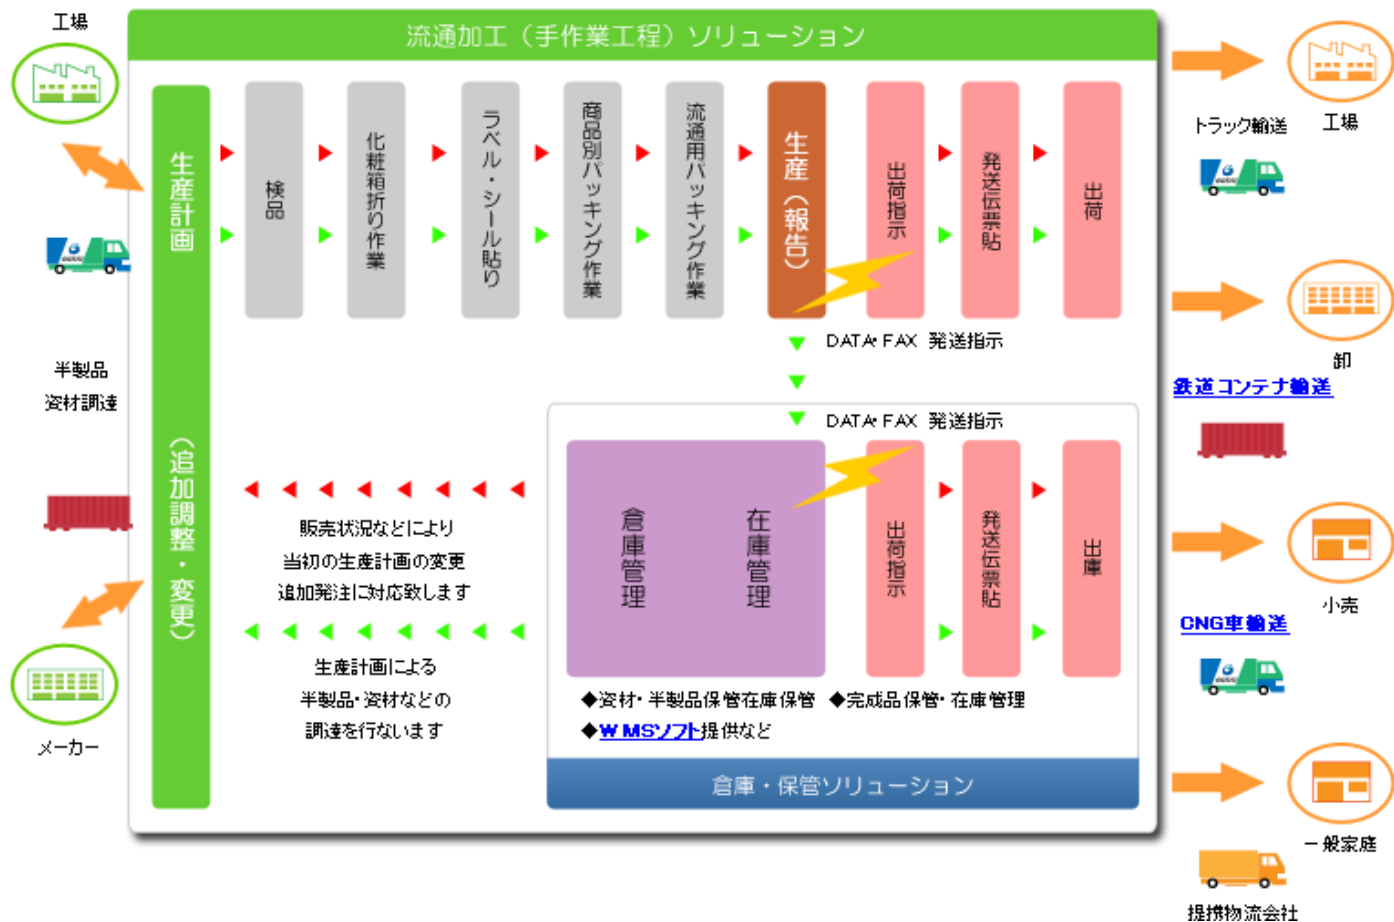 流通加工（手作業工程）ソリューション
工場
半製品
資材調達
メーカー
生産計画
（追加調整・変更）
検品
化粧箱折り作業
ラベル・シール貼り
商品別パッキング作業
流通用パッキング作業
生産（報告）
出荷指示
発送伝票貼
出荷
DATA・FAX 発送指示
DATA・FAX 発送指示
販売状況などにより
当初の生産計画の変更
追加発注に対応致します
生産計画による
半製品・資材などの
調達を行ないます
倉庫管理
在庫管理
出荷指示
発送伝票貼
出庫
◆資材・半製品保管在庫保管 ◆完成品保管・在庫管理
◆WMSソフト提供など
倉庫・保管ソリューション
トラック輸送
工場
卸
鉄道コンテナ輸送
小売
CNG車輸送
一般家庭
提携物流会社